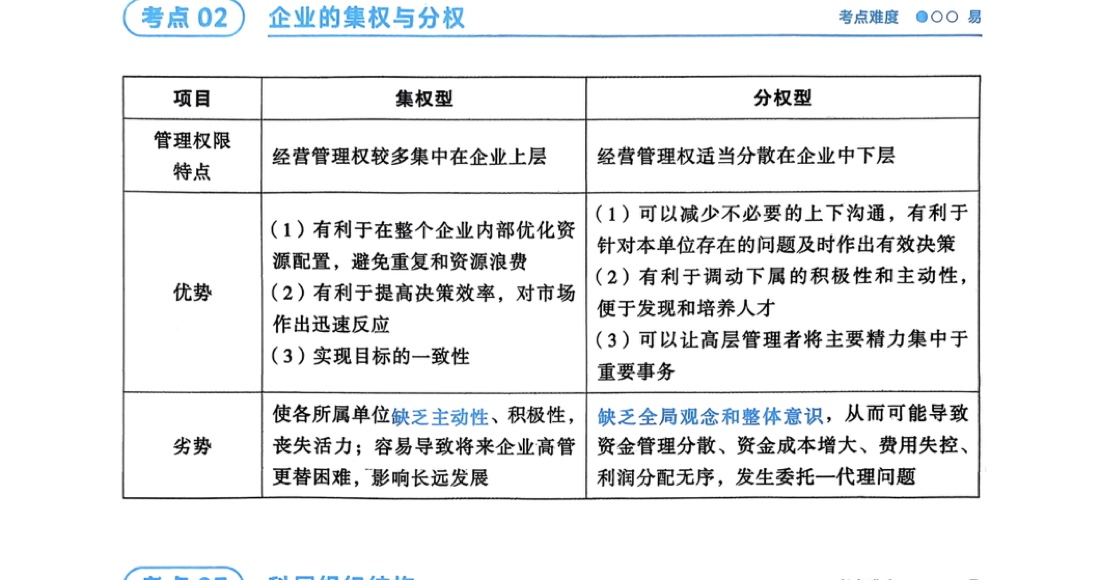 考点 02 企业的集权与分权 考点难度 易
项目 集权型 分权型
管理权限
特点
经营管理权较多集中在企业上层
经营管理权适当分散在企业中下层
优势
（1）有利于在整个企业内部优化资
源配置，避免重复和资源浪费
（2）有利于提高决策效率，对市场
作出迅速反应
（3）实现目标的一致性
（1）可以减少不必要的上下沟通，有利于
针对本单位存在的问题及时作出有效决策
（2）有利于调动下属的积极性和主动性，
便于发现和培养人才
（3）可以让高层管理者将主要精力集中于
重要事务
劣势
使各所属单位缺乏主动性、积极性，
丧失活力；容易导致将来企业高管
更替困难，影响长远发展
缺乏全局观念和整体意识，从而可能导致
资金管理分散、资金成本增大、费用失控、
利润分配无序，发生委托—代理问题